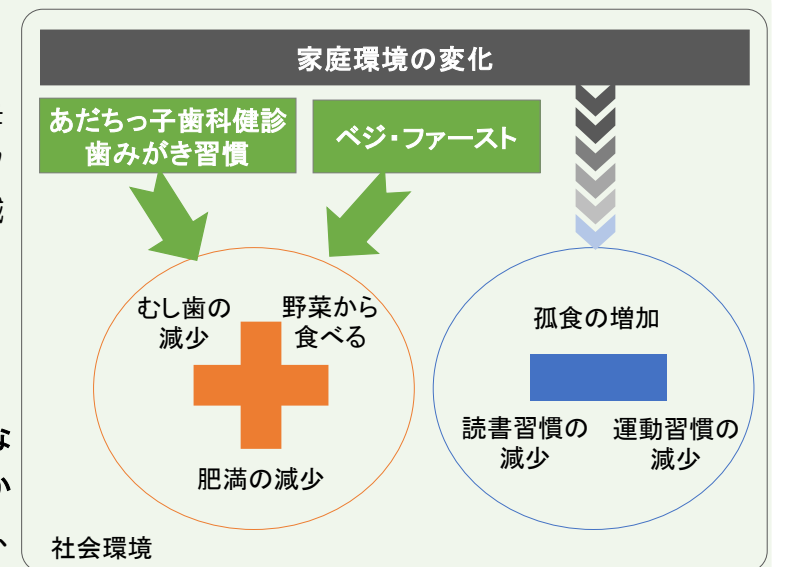 家庭環境の変化
あだちっ子歯科健診
歯みがき習慣
ベジ・ファースト
むし歯の
減少
野菜から
食べる
肥満の減少
孤食の増加
読書習慣の
減少
運動習慣の
減少
社会環境
な
か
、